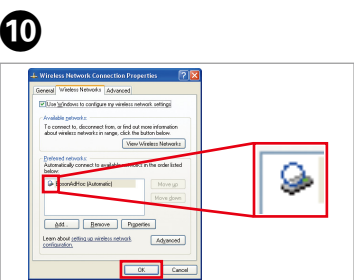 10
Wireless Network Connection Properties
General Wireless Networks Advanced
Use Windows to configure my wireless network settings
Available networks:
To connect to, disconnect from, or find out more information
about wireless networks in range, click the button below.
View Wireless Networks
Preferred networks:
Automatically connect to available networks in the order listed
below:
EpsonAdHoc (Automatic)
Move up
Move down
Add... Remove Properties
Learn about setting up wireless network
configuration.
Advanced
OK Cancel